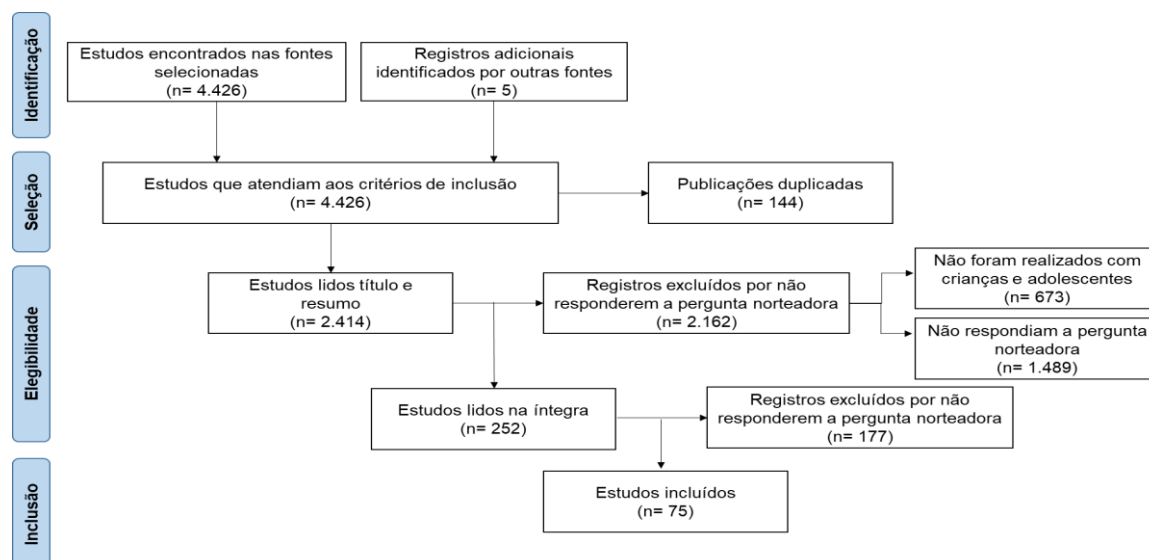 Identificação
Estudos encontrados nas fontes
selecionadas
(n= 4.426)
Registros adicionais
identificados por outras fontes
(n= 5)
Seleção
Estudos que atendiam aos critérios de inclusão
(n= 4.426)
Publicações duplicadas
(n= 144)
Elegibilidade
Estudos lidos título e
resumo
(n= 2.414)
Registros excluídos por não
responderem a pergunta norteadora
(n= 2.162)
Não foram realizados com
crianças e adolescentes
(n= 673)
Não respondiam a pergunta
norteadora
(n= 1.489)
Estudos lidos na íntegra
(n= 252)
Registros excluídos por não
responderem a pergunta norteadora
(n= 177)
Inclusão
Estudos incluídos
(n= 75)